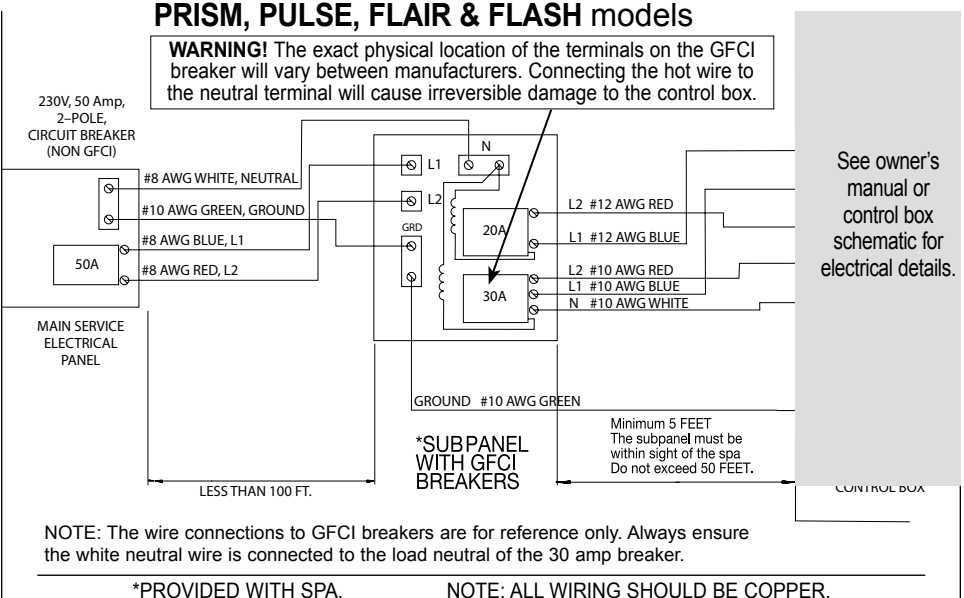 PRISM, PULSE, FLAIR & FLASH models
WARNING! The exact physical location of the terminals on the GFCI
breaker will vary between manufacturers. Connecting the hot wire to
the neutral terminal will cause irreversible damage to the control box.
230V, 50 Amp,
2–POLE,
CIRCUIT BREAKER
(NON GFCI)
#8 AWG WHITE, NEUTRAL
#10 AWG GREEN, GROUND
#8 AWG BLUE, L1
#8 AWG RED, L2
50A
MAIN SERVICE
ELECTRICAL
PANEL
L1
N
L2
GRD
20A
30A
L2 #12 AWG RED
L1 #12 AWG BLUE
L2 #10 AWG RED
L1 #10 AWG BLUE
N #10 AWG WHITE
GROUND #10 AWG GREEN
See owner's
manual or
control box
schematic for
electrical details.
*SUBPANEL
WITH GFCI
BREAKERS
Minimum 5 FEET
The subpanel must be
within sight of the spa
Do not exceed 50 FEET.
LESS THAN 100 FT.
CONTROL BOX
NOTE: The wire connections to GFCI breakers are for reference only. Always ensure
the white neutral wire is connected to the load neutral of the 30 amp breaker.
*PROVIDED WITH SPA.
NOTE: ALL WIRING SHOULD BE COPPER.